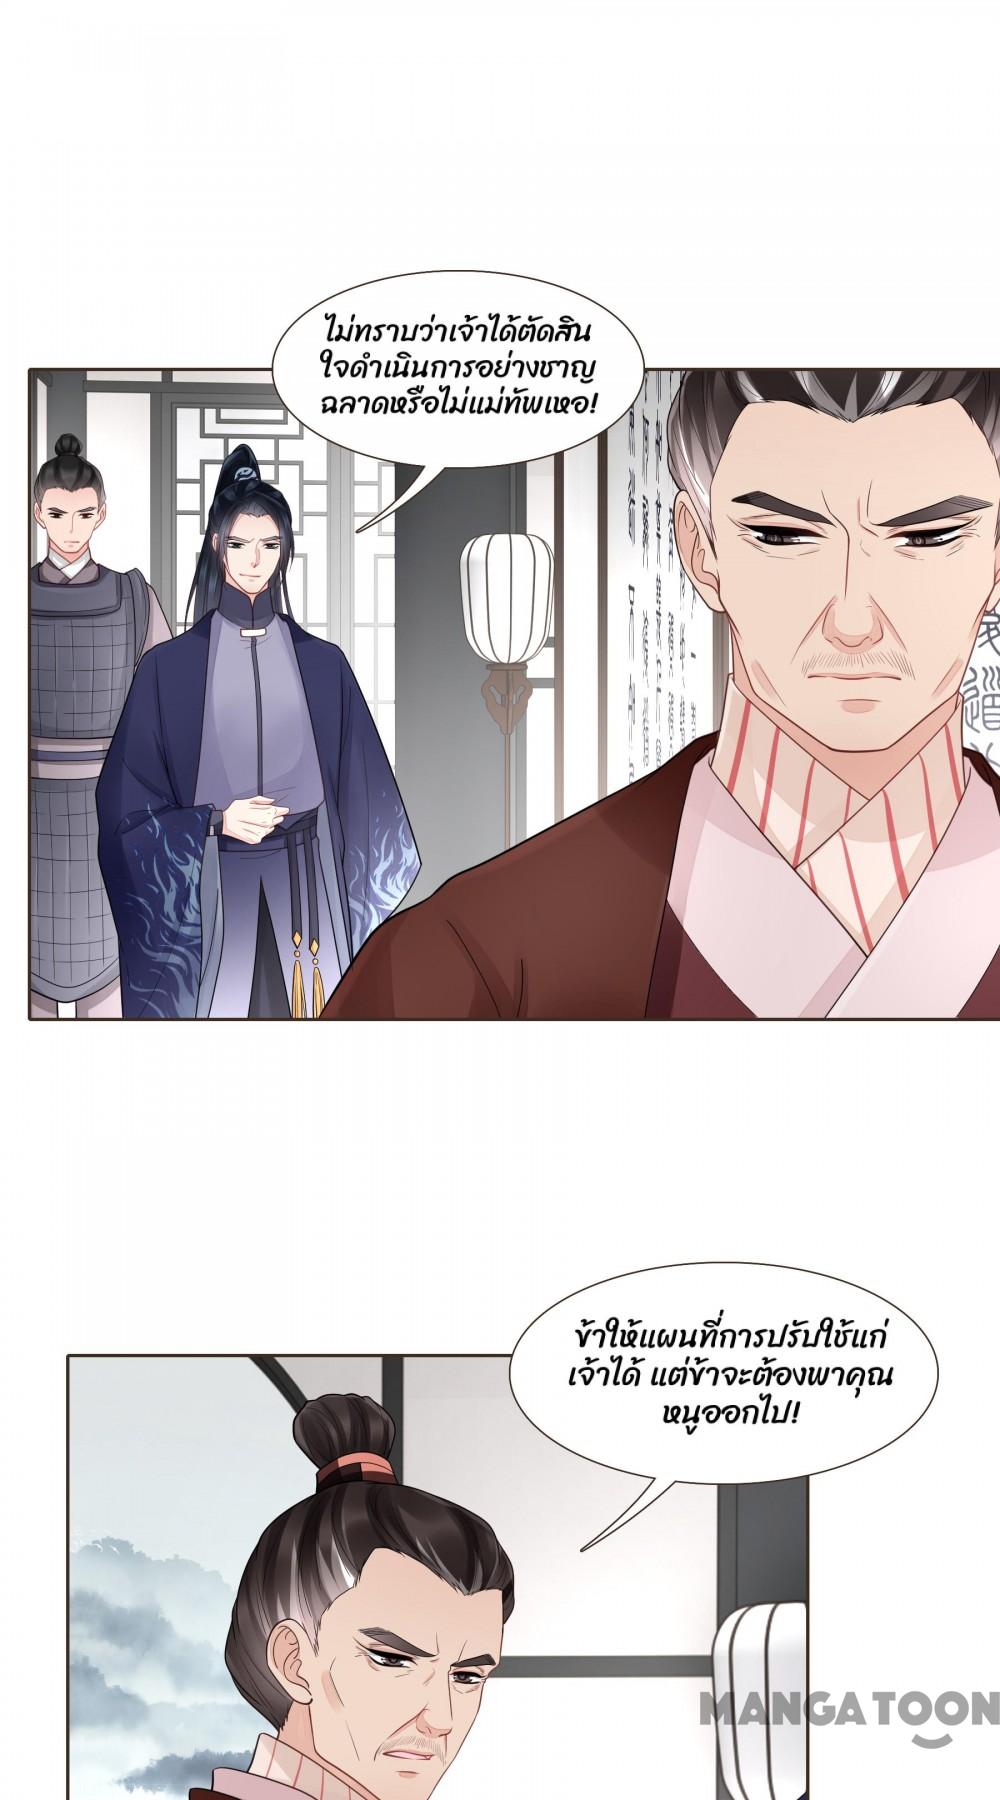 ไม่ทราบว่าเจ้าได้ตัดสิน
ใจดำเนินการอย่างชาญ
ฉลาดหรือไม่แม่ทัพเหอ!
ข้าให้แผนที่การปรับใช้แก่
เจ้าได้ แต่ข้าจะต้องพาคุณ
หนูออกไป!
MANGATOON